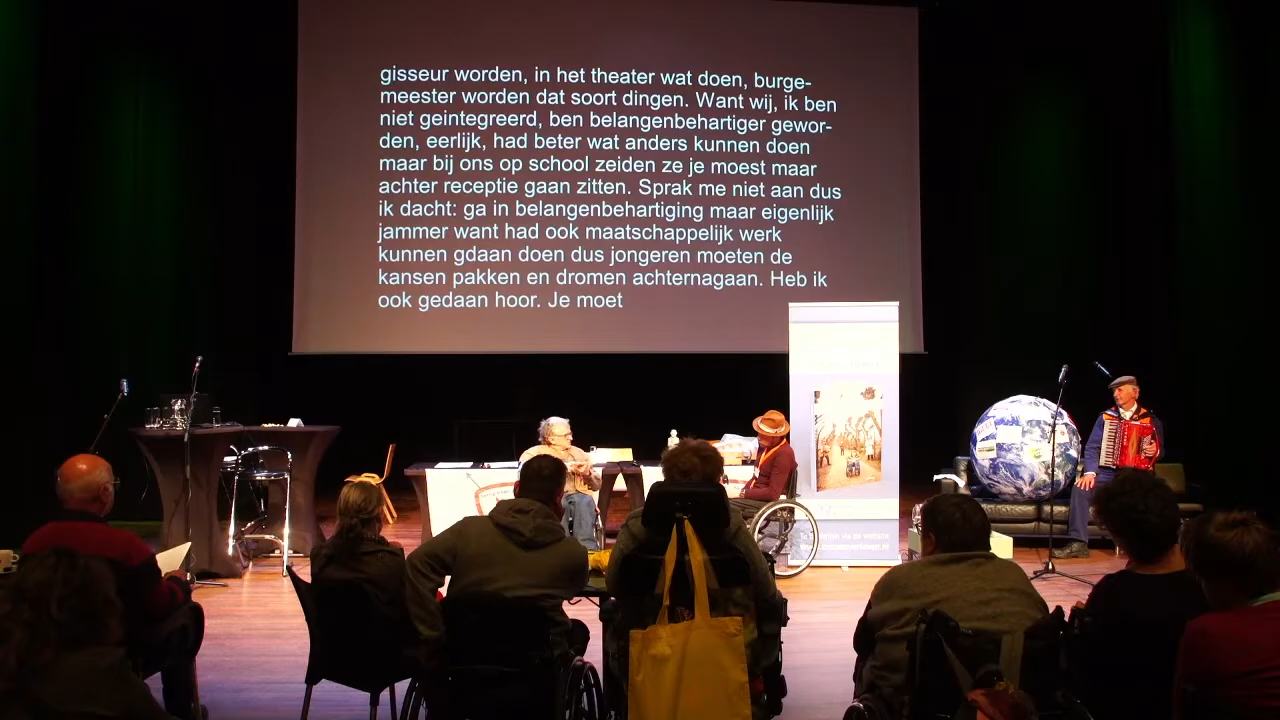 gisseur worden, in het theater wat doen, burge-
meester worden dat soort dingen. Want wij, ik ben
niet geintegreerd, ben belangenbehartiger gewor-
den, eerlijk, had beter wat anders kunnen doen
maar bij ons op school zeiden ze je moest maar
achter receptie gaan zitten. Sprak me niet aan dus
ik dacht: ga in belangenbehartiging maar eigenlijk
jammer want had ook maatschappelijk werk
kunnen gdaan doen dus jongeren moeten de
kansen pakken en dromen achternagaan. Heb ik
ook gedaan hoor. Je moet
via de website